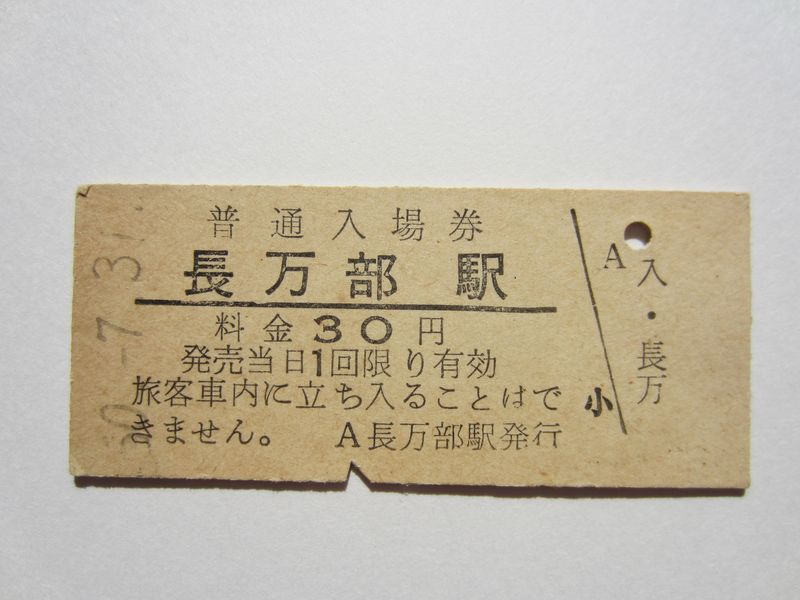 普通入場券
長万部駅
料金30円
発売当日1回限り有効
旅客車内に立ち入ることはで
きません。 A長万部駅発行
小
A
入・長万
-7.3